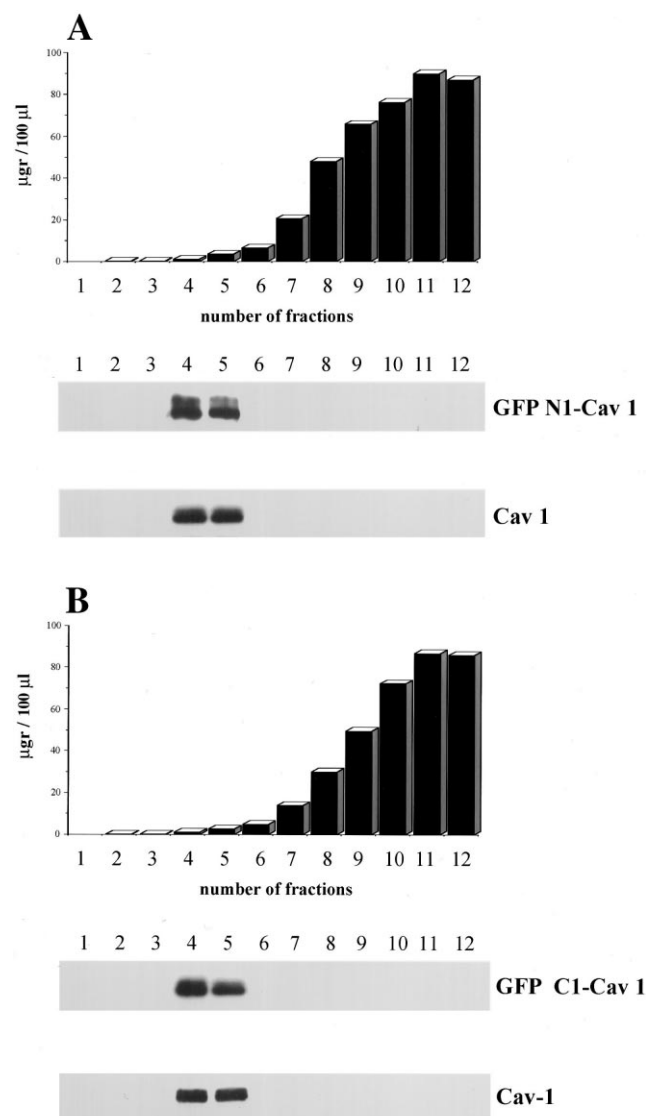 A
100
80
60
40
20
0
µgr /100 µl
1 2 3 4 5 6 7 8 9 10 11 12
number of fractions
1 2 3 4 5 6 7 8 9 10 11 12
GFP N1-Cav 1
Cav 1
B
100
80
60
40
20
0
µgr / 100 µl
1 2 3 4 5 6 7 8 9 10 11 12
number of fractions
1 2 3 4 5 6 7 8 9 10 11 12
GFP C1-Cav 1
Cav-1